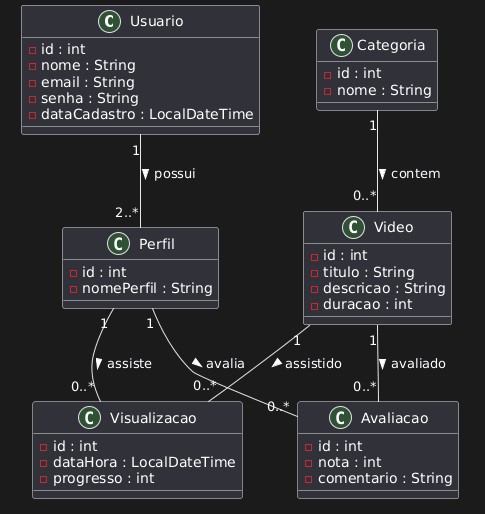 C Usuario
id : int
nome : String
email : String
senha : String
dataCadastro : LocalDateTime
C Categoria
id : int
nome : String
1
possui
2..*
1
contem
0..*
C Perfil
id : int
nomePerfil : String
C Video
id : int
titulo : String
descricao : String
duracao : int
1
assiste
0..*
1
avalia
0..*
1
assistido
0..*
1
avaliado
0..*
C Visualizacao
id : int
dataHora : LocalDateTime
progresso : int
C Avaliacao
id : int
nota : int
comentario : String